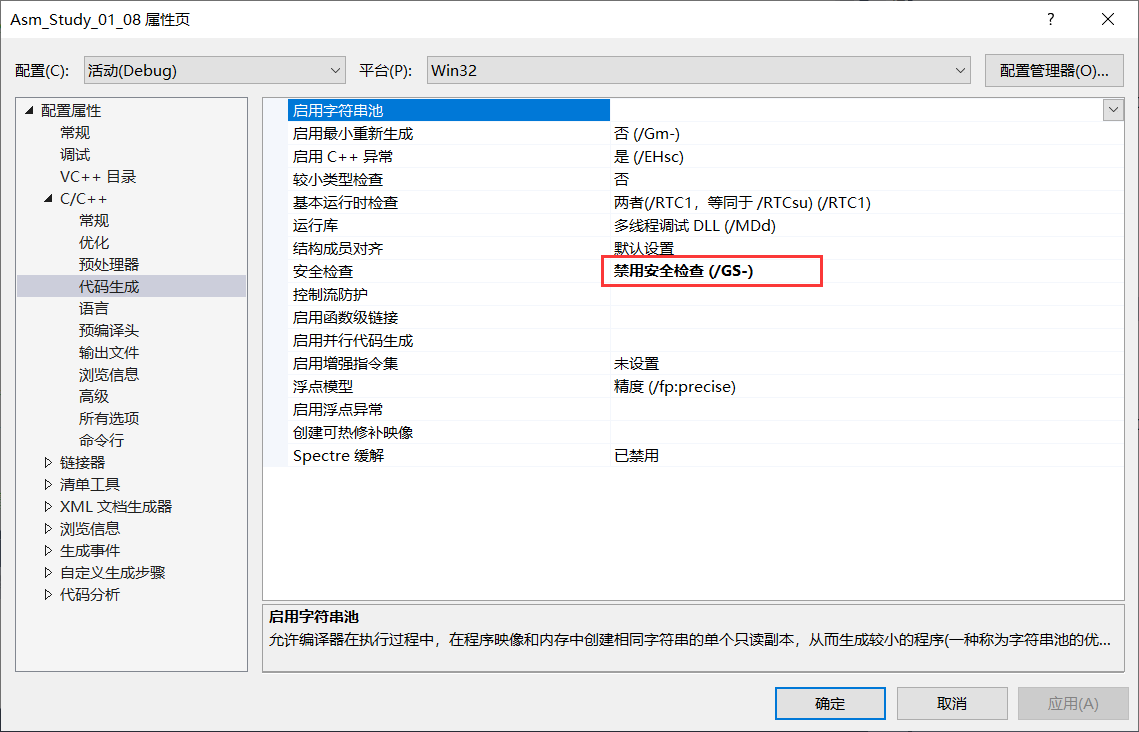 Asm_Study_01_08 属性页
?
配置(C): 活动(Debug) 平台(P): Win32 配置管理器(O)...
配置属性
常规
调试
VC++ 目录
C/C++
常规
优化
预处理器
代码生成
语言
预编译头
输出文件
浏览信息
高级
所有选项
命令行
链接器
清单工具
XML 文档生成器
浏览信息
生成事件
自定义生成步骤
代码分析
启用字符串池
启用最小重新生成 否 (/Gm-)
启用 C++ 异常 是 (/EHsc)
较小类型检查 否
基本运行时检查 两者(/RTC1，等同于 /RTCsu) (/RTC1)
运行库 多线程调试 DLL (/MDd)
结构成员对齐 默认设置
安全检查 禁用安全检查 (/GS-)
控制流防护
启用函数级链接
启用并行代码生成
启用增强指令集 未设置
浮点模型 精度 (/fp:precise)
启用浮点异常
创建可热修补映像
Spectre 缓解 已禁用
启用字符串池
允许编译器在执行过程中，在程序映像和内存中创建相同字符串的单个只读副本，从而生成较小的程序(一种称为字符串池的优...
确定 取消 应用(A)